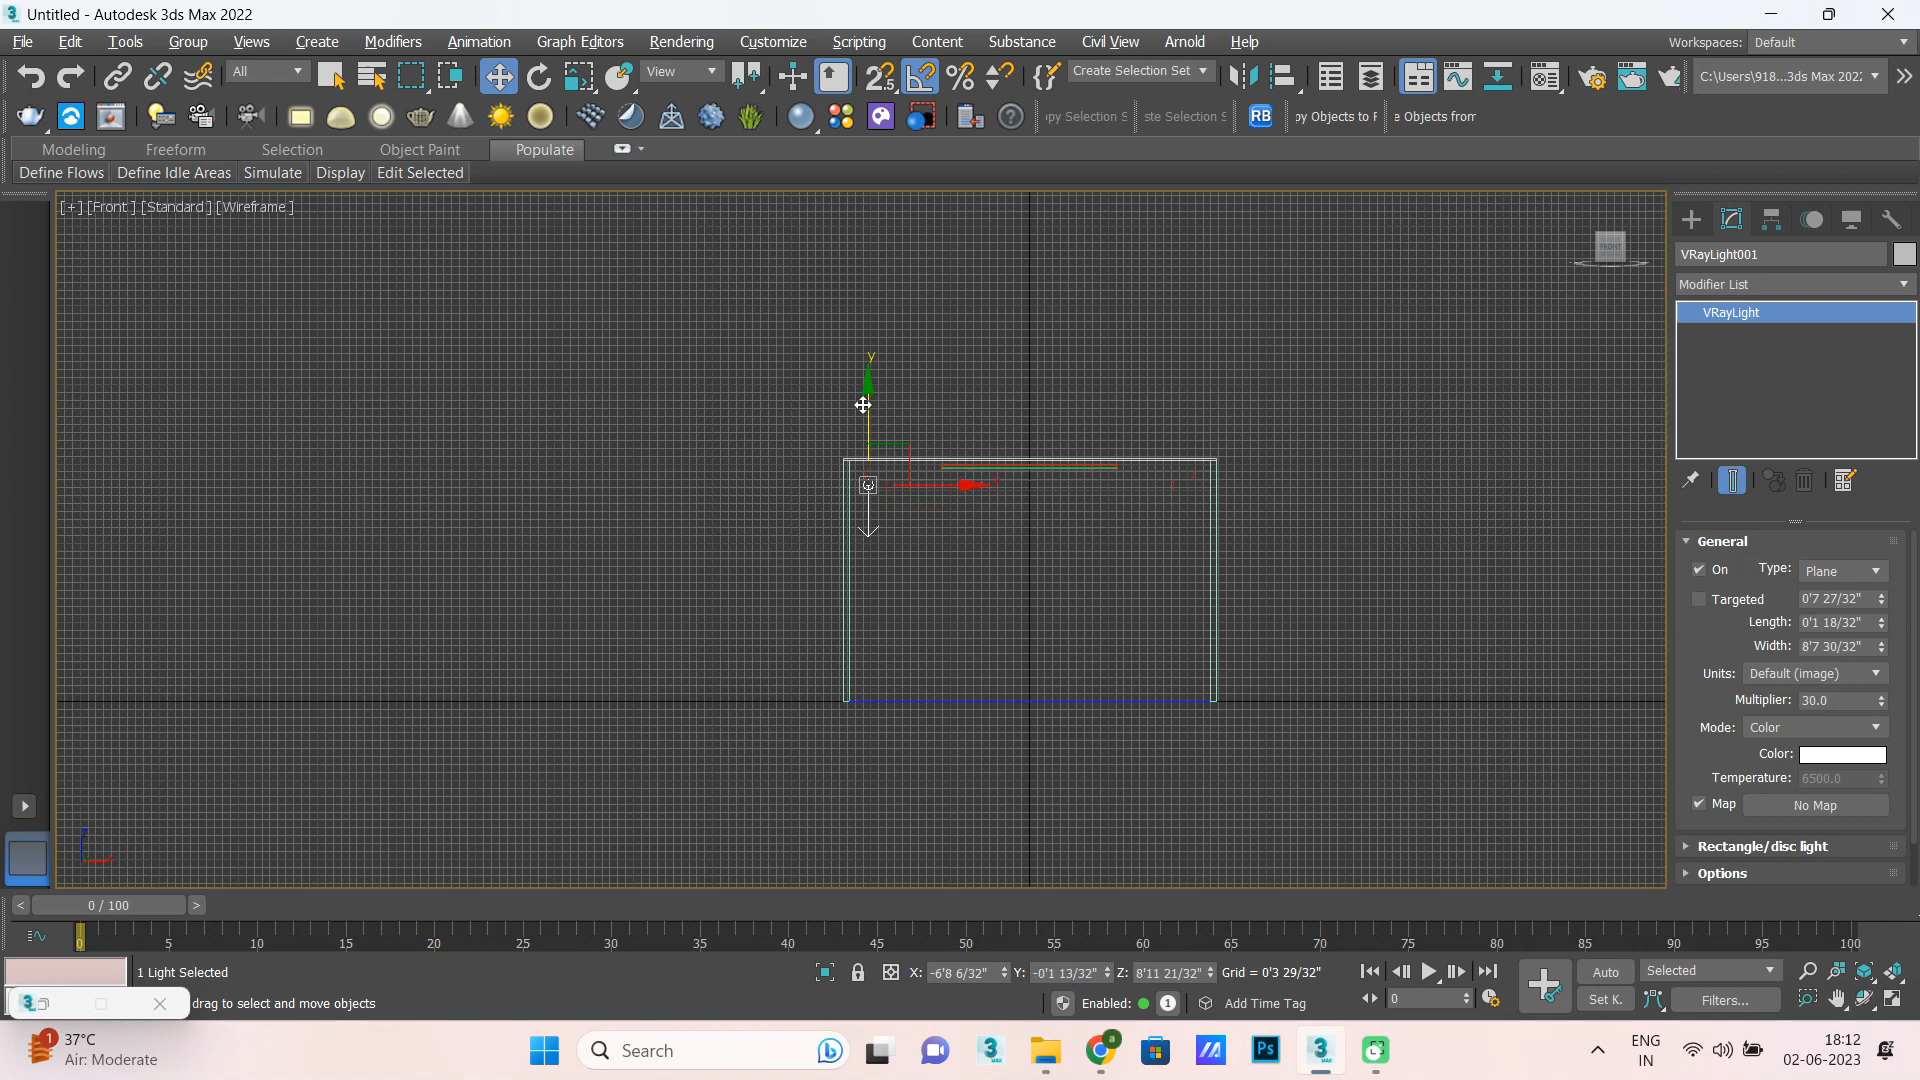 Untitled - Autodesk 3ds Max 2022
File Edit Tools Group Views Create Modifiers Animation Graph Editors Rendering Customize Scripting Content Substance Civil View Arnold Help Workspaces: Default
All View Create Selection Set C:\Users\918...3ds Max 202
RB py Objects to F e Objects from
Modeling Freeform Selection Object Paint Populate
Define Flows Define Idle Areas Simulate Display Edit Selected
[+] [Front ] [Standard ] [Wireframe ]
FRONT
VRayLight001
Modifier List
VRayLight
y
General
On Type: Plane
Targeted 0'7 27/32"
Length: 0'1 18/32"
Width: 8'7 30/32"
Units: Default (image)
Multiplier: 30.0
Mode: Color
Color:
Temperature: 6500.0
Map No Map
Rectangle/disc light
Options
< 0 / 100 >
0 5 10 15 20 25 30 35 40 45 50 55 60 65 70 75 80 85 90 95 100
1 Light Selected X: -6'8 6/32" Y: -0'1 13/32" Z: 8'11 21/32" Grid = 0'3 29/32" Auto Selected
drag to select and move objects Enabled: 1 Add Time Tag 0 Set K. Filters...
1 37°C
Air: Moderate
Search
Ps
ENG
IN
18:12
02-06-2023